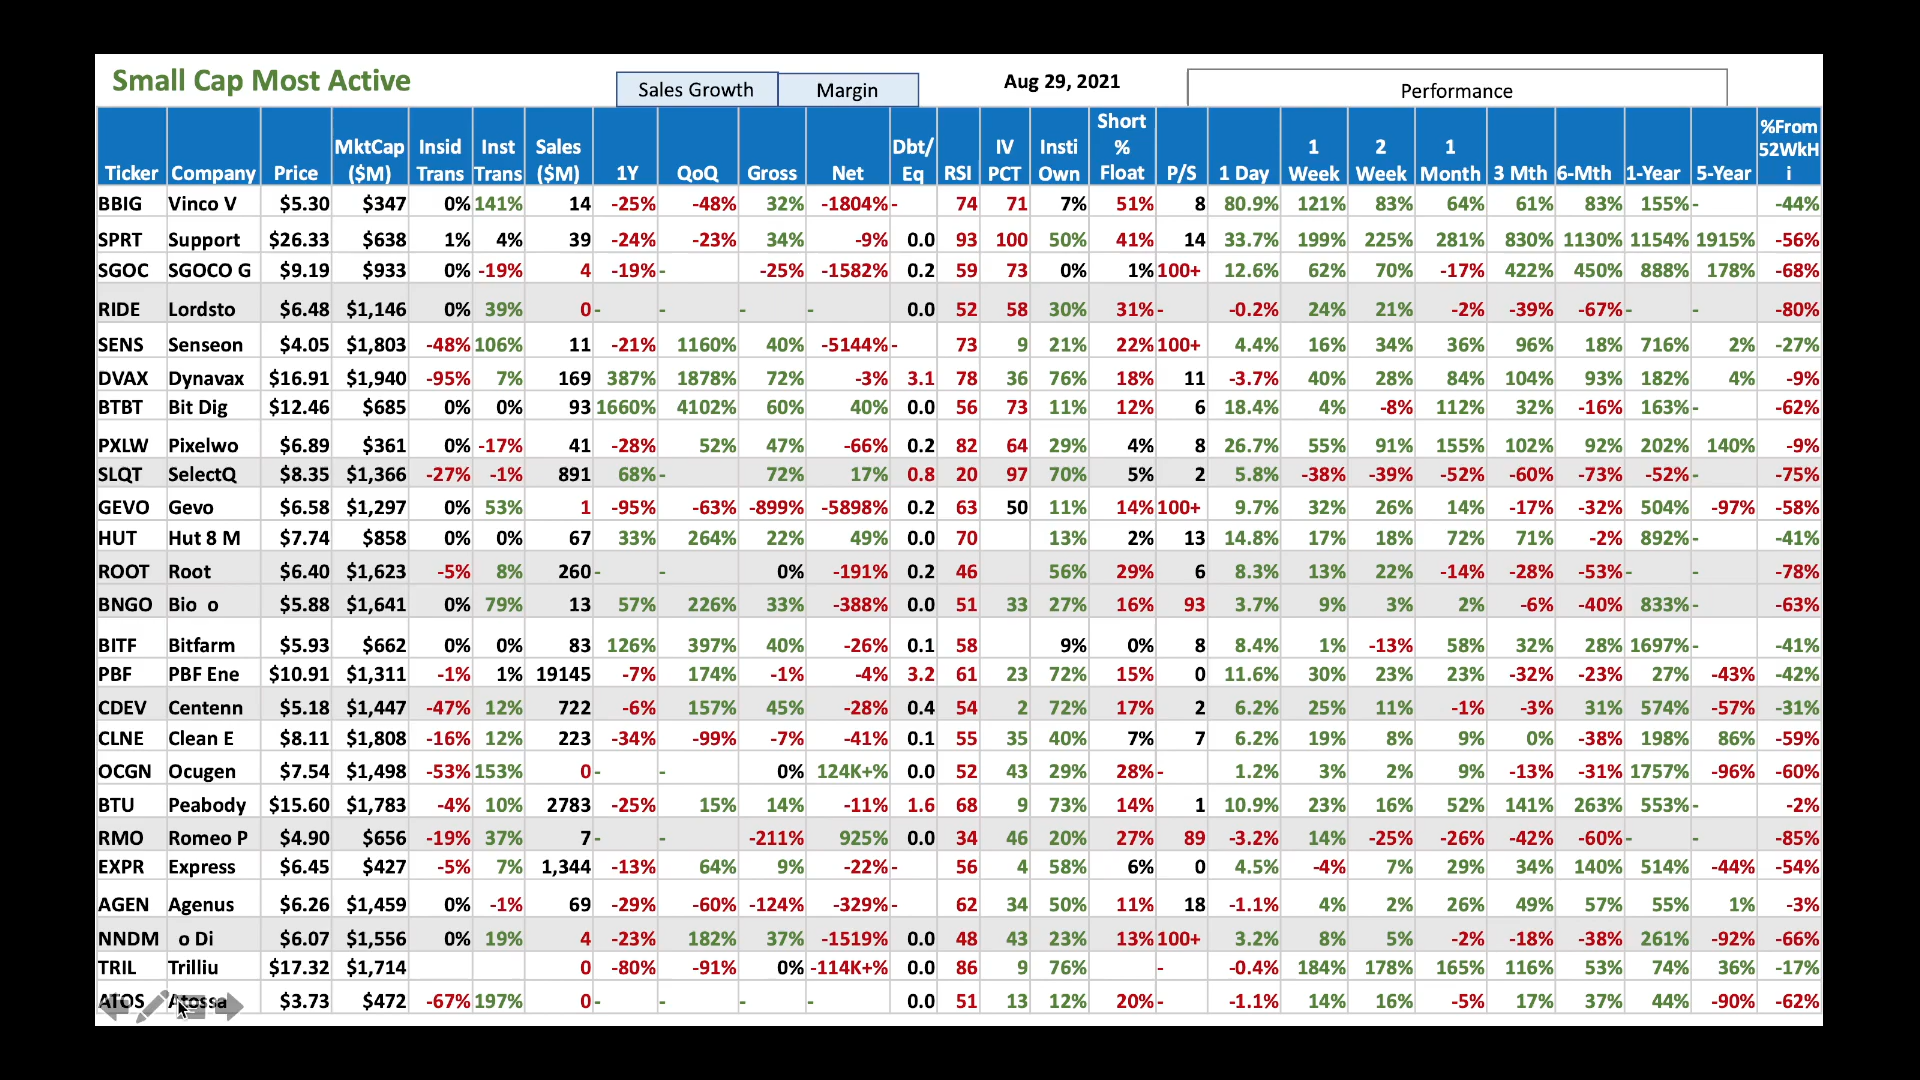 Small Cap Most Active Sales Growth Margin Aug 29, 2021 Performance
Ticker Company Price MktCap ($M) Insid Trans Inst Trans Sales ($M) 1Y QoQ Gross Net Dbt/ Eq RSI IV PCT Insti Own Short % Float P/S 1 Day 1 Week 2 Week 1 Month 3 Mth 6-Mth 1-Year 5-Year %From 52WkH i
BBIG Vinco V $5.30 $347 0% 141% 14 -25% -48% 32% -1804% - 74 71 7% 51% 8 80.9% 121% 83% 64% 61% 83% 155% - -44%
SPRT Support $26.33 $638 1% 4% 39 -24% -23% 34% -9% 0.0 93 100 50% 41% 14 33.7% 199% 225% 281% 830% 1130% 1154% 1915% -56%
SGOC SGOCO G $9.19 $933 0% -19% 4 -19% - -25% -1582% 0.2 59 73 0% 1% 100+ 12.6% 62% 70% -17% 422% 450% 888% 178% -68%
RIDE Lordsto $6.48 $1,146 0% 39% 0 - - - - 0.0 52 58 30% 31% - -0.2% 24% 21% -2% -39% -67% - - -80%
SENS Senseon $4.05 $1,803 -48% 106% 11 -21% 1160% 40% -5144% - 73 9 21% 22% 100+ 4.4% 16% 34% 36% 96% 18% 716% 2% -27%
DVAX Dynavax $16.91 $1,940 -95% 7% 169 387% 1878% 72% -3% 3.1 78 36 76% 18% 11 -3.7% 40% 28% 84% 104% 93% 182% 4% -9%
BTBT Bit Dig $12.46 $685 0% 0% 93 1660% 4102% 60% 40% 0.0 56 73 11% 12% 6 18.4% 4% -8% 112% 32% -16% 163% - -62%
PXLW Pixelwo $6.89 $361 0% -17% 41 -28% 52% 47% -66% 0.2 82 64 29% 4% 8 26.7% 55% 91% 155% 102% 92% 202% 140% -9%
SLQT SelectQ $8.35 $1,366 -27% -1% 891 68% - 72% 17% 0.8 20 97 70% 5% 2 5.8% -38% -39% -52% -60% -73% -52% - -75%
GEVO Gevo $6.58 $1,297 0% 53% 1 -95% -63% -899% -5898% 0.2 63 50 11% 14% 100+ 9.7% 32% 26% 14% -17% -32% 504% -97% -58%
HUT Hut 8 M $7.74 $858 0% 0% 67 33% 264% 22% 49% 0.0 70 13% 2% 13 14.8% 17% 18% 72% 71% -2% 892% - -41%
ROOT Root $6.40 $1,623 -5% 8% 260 - - 0% -191% 0.2 46 56% 29% 6 8.3% 13% 22% -14% -28% -53% - - -78%
BNGO Bio o $5.88 $1,641 0% 79% 13 57% 226% 33% -388% 0.0 51 33 27% 16% 93 3.7% 9% 3% 2% -6% -40% 833% - -63%
BITF Bitfarm $5.93 $662 0% 0% 83 126% 397% 40% -26% 0.1 58 9% 0% 8 8.4% 1% -13% 58% 32% 28% 1697% - -41%
PBF PBF Ene $10.91 $1,311 -1% 1% 19145 -7% 174% -1% -4% 3.2 61 23 72% 15% 0 11.6% 30% 23% 23% -32% -23% 27% -43% -42%
CDEV Centenn $5.18 $1,447 -47% 12% 722 -6% 157% 45% -28% 0.4 54 2 72% 17% 2 6.2% 25% 11% -1% -3% 31% 574% -57% -31%
CLNE Clean E $8.11 $1,808 -16% 12% 223 -34% -99% -7% -41% 0.1 55 35 40% 7% 7 6.2% 19% 8% 9% 0% -38% 198% 86% -59%
OCGN Ocugen $7.54 $1,498 -53% 153% 0 - - 0% 124K+% 0.0 52 43 29% 28% - 1.2% 3% 2% 9% -13% -31% 1757% -96% -60%
BTU Peabody $15.60 $1,783 -4% 10% 2783 -25% 15% 14% -11% 1.6 68 9 73% 14% 1 10.9% 23% 16% 52% 141% 263% 553% - -2%
RMO Romeo P $4.90 $656 -19% 37% 7 - - -211% 925% 0.0 34 46 20% 27% 89 -3.2% 14% -25% -26% -42% -60% - - -85%
EXPR Express $6.45 $427 -5% 7% 1,344 -13% 64% 9% -22% - 56 4 58% 6% 0 4.5% -4% 7% 29% 34% 140% 514% -44% -54%
AGEN Agenus $6.26 $1,459 0% -1% 69 -29% -60% -124% -329% - 62 34 50% 11% 18 -1.1% 4% 2% 26% 49% 57% 55% 1% -3%
NNDM o Di $6.07 $1,556 0% 19% 4 -23% 182% 37% -1519% 0.0 48 43 23% 13% 100+ 3.2% 8% 5% -2% -18% -38% 261% -92% -66%
TRIL Trilliu $17.32 $1,714 0 -80% -91% 0% -114K+% 0.0 86 9 76% - -0.4% 184% 178% 165% 116% 53% 74% 36% -17%
ATOS Atossa $3.73 $472 -67% 197% 0 - - - - 0.0 51 13 12% 20% - -1.1% 14% 16% -5% 17% 37% 44% -90% -62%